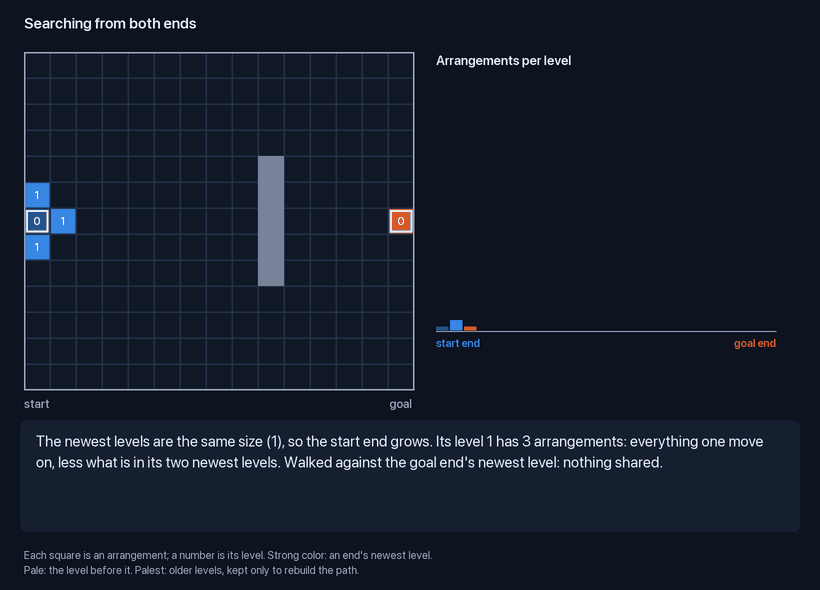 Searching from both ends
Arrangements per level
1
0 1 0
1
start end goal end
start goal
The newest levels are the same size (1), so the start end grows. Its level 1 has 3 arrangements: everything one move
on, less what is in its two newest levels. Walked against the goal end's newest level: nothing shared.
Each square is an arrangement; a number is its level. Strong color: an end's newest level.
Pale: the level before it. Palest: older levels, kept only to rebuild the path.